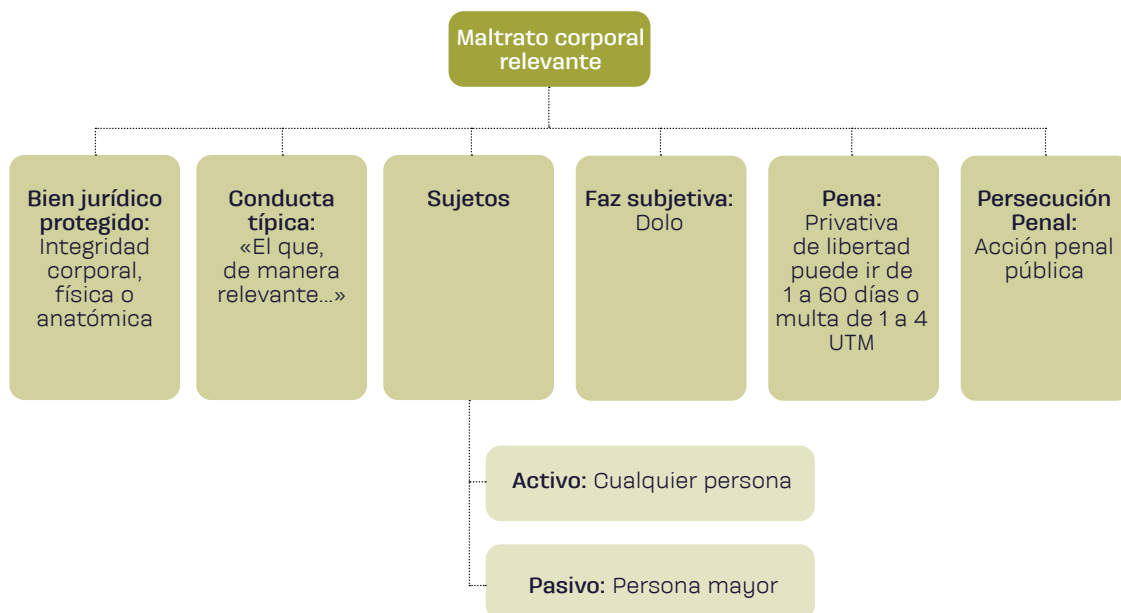 Maltrato corporal
relevante
Bien jurídico
protegido:
Integridad
corporal,
física o
anatómica
Conducta
típica:
«El que,
de manera
relevante...»
Sujetos
Faz subjetiva:
Dolo
Pena:
Privativa
de libertad
puede ir de
1 a 60 días o
multa de 1 a 4
UTM
Persecución
Penal:
Acción penal
pública
Activo: Cualquier persona
Pasivo: Persona mayor